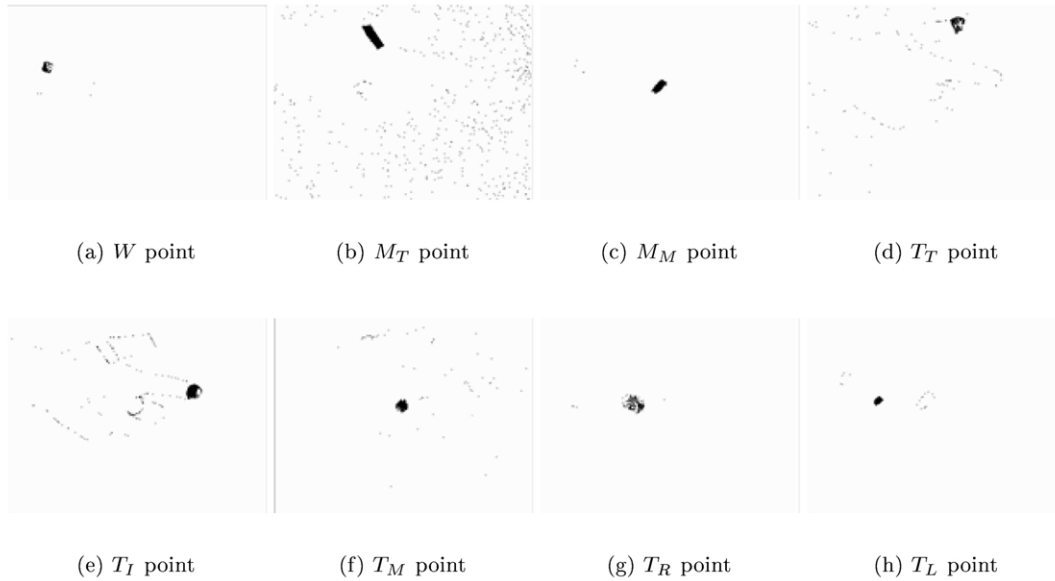 (a) W point (b) M_T point (c) M_M point (d) T_T point
(e) T_I point (f) T_M point (g) T_R point (h) T_L point